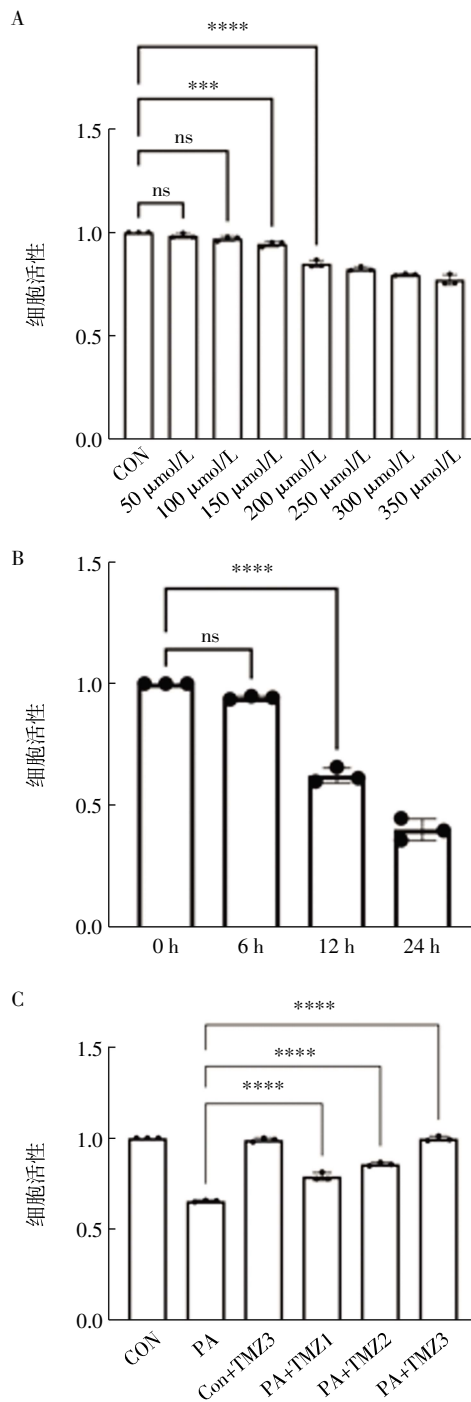 A
****
***
ns
ns
1.5
1.0
0.5
0.0
细胞活性
CON
50 μmol/L
100 μmol/L
150 μmol/L
200 μmol/L
250 μmol/L
300 μmol/L
350 μmol/L
B
****
ns
1.5
1.0
0.5
0.0
细胞活性
0 h
6 h
12 h
24 h
C
****
****
****
1.5
1.0
0.5
0.0
细胞活性
CON
PA
Con+TMZ3
PA+TMZ1
PA+TMZ2
PA+TMZ3